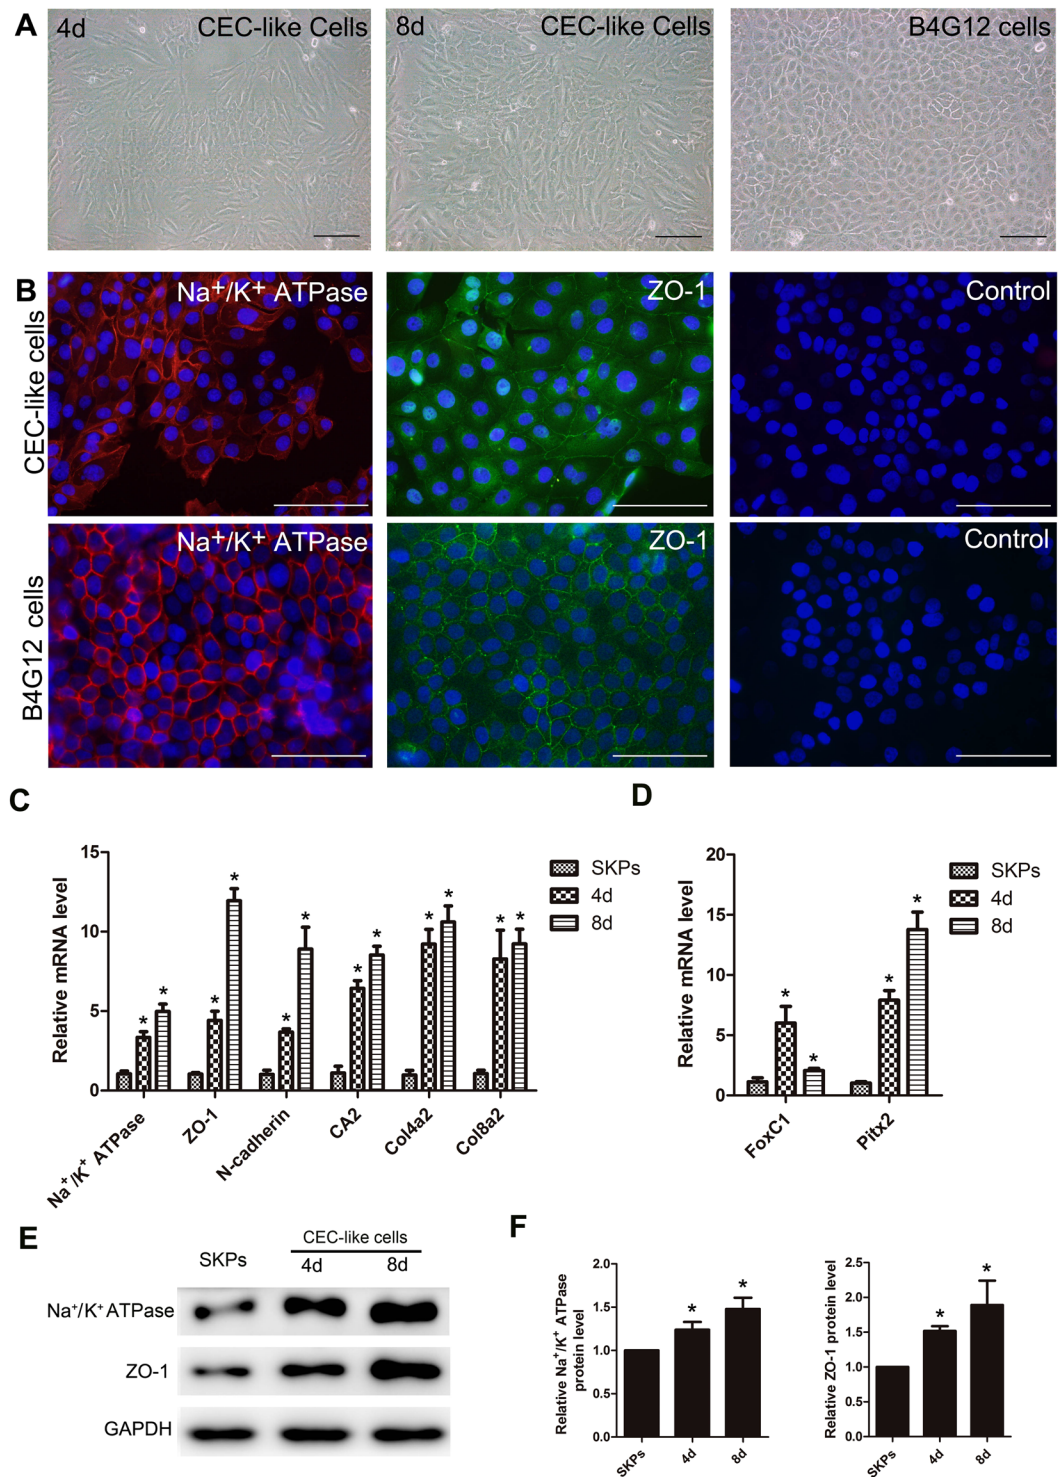 A
4d
CEC-like Cells
8d
CEC-like Cells
B4G12 cells
B
CEC-like cells
Na+/K+ ATPase
ZO-1
Control
B4G12 cells
Na+/K+ ATPase
ZO-1
Control
C
Relative mRNA level
15
10
5
0
* * * * * * * * * * * *
SKPs
4d
8d
Na+/K+ ATPase
ZO-1
N-cadherin
CA2
Col4a2
Col8a2
D
Relative mRNA level
20
15
10
5
0
* * * *
SKPs
4d
8d
FoxC1
Pitx2
E
SKPs
CEC-like cells
4d
8d
Na+/K+ ATPase
ZO-1
GAPDH
F
Relative Na+/K+ ATPase
protein level
2.0
1.5
1.0
0.5
0.0
* *
SKPs
4d
8d
Relative ZO-1 protein level
2.5
2.0
1.5
1.0
0.5
0.0
* *
SKPs
4d
8d